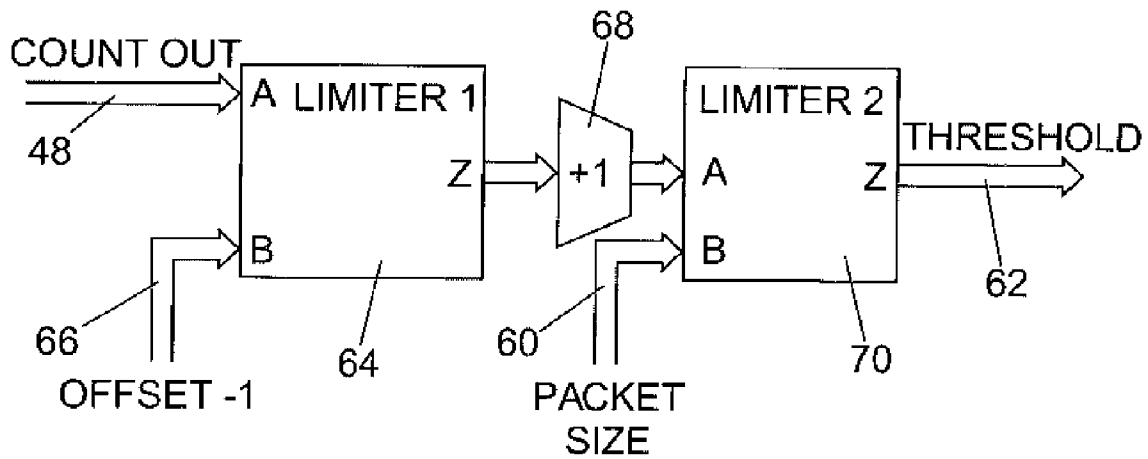 COUNT OUT
48
A LIMITER 1
Z
B
66
OFFSET -1
64
68
+1
LIMITER 2
A
Z
B
60
PACKET
SIZE
70
THRESHOLD
62